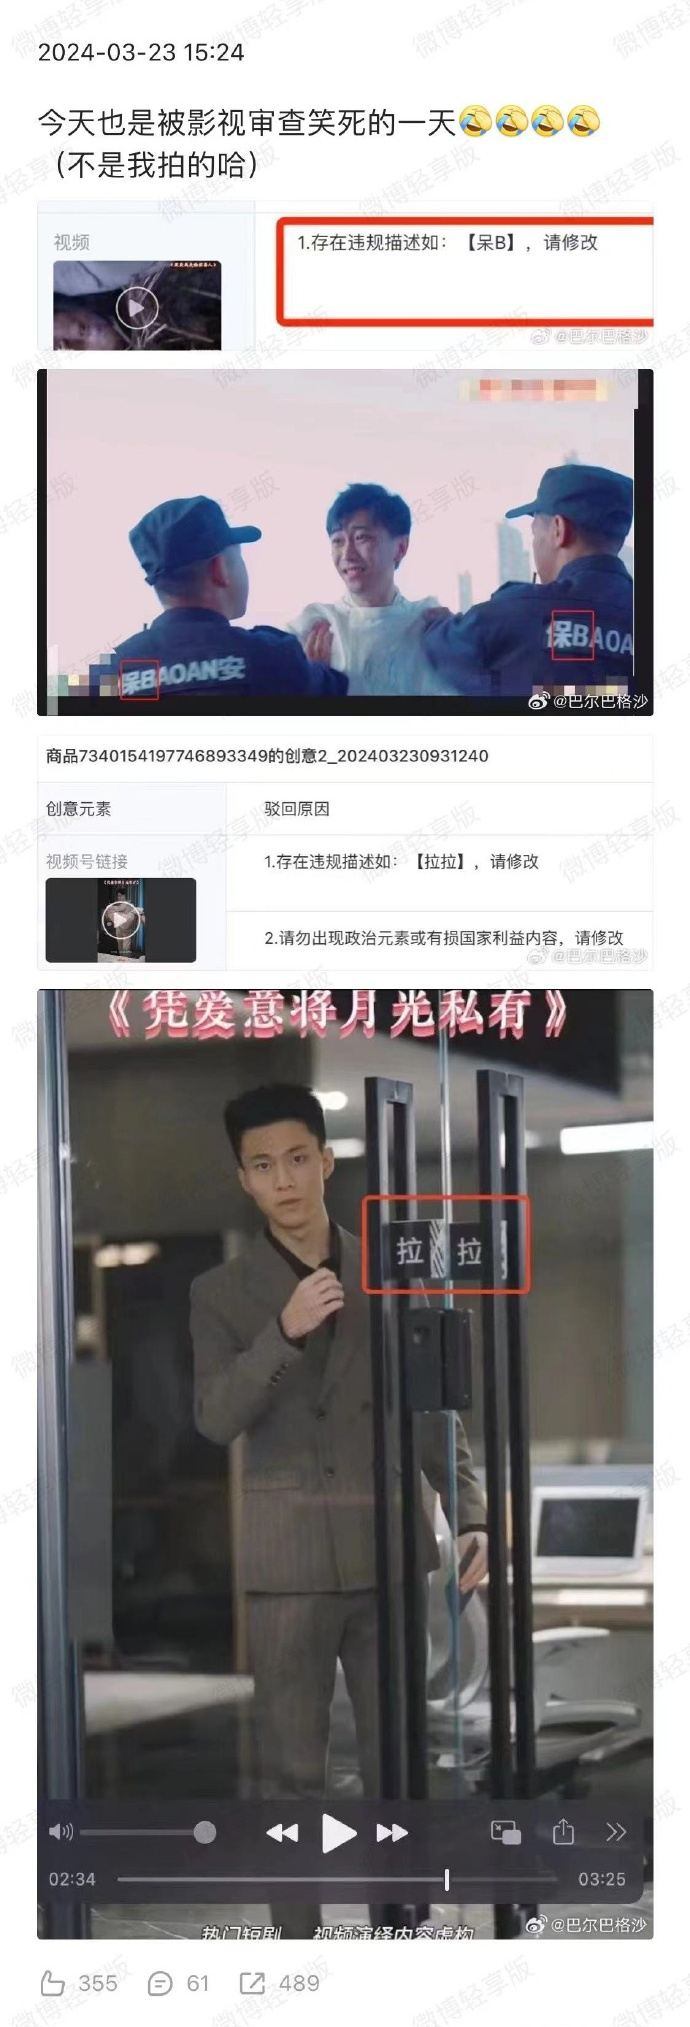 2024-03-23 15:24
今天也是被影视审查笑死的一天🤣🤣🤣🤣
（不是我拍的哈）
视频
1.存在违规描述如：【呆B】，请修改
@巴尔巴格沙
保BAOA
呆BAOAN安
@巴尔巴格沙
商品7340154197746893349的创意2_202403230931240
创意元素
驳回原因
视频号链接
1.存在违规描述如：【拉拉】，请修改
2.请勿出现政治元素或有损国家利益内容，请修改
@巴尔巴格沙
《凭爱意将月光私有》
拉 拉
02:34
03:25
热门短剧 视频演绎内容虚构
@巴尔巴格沙
355
61
489
微博轻享版